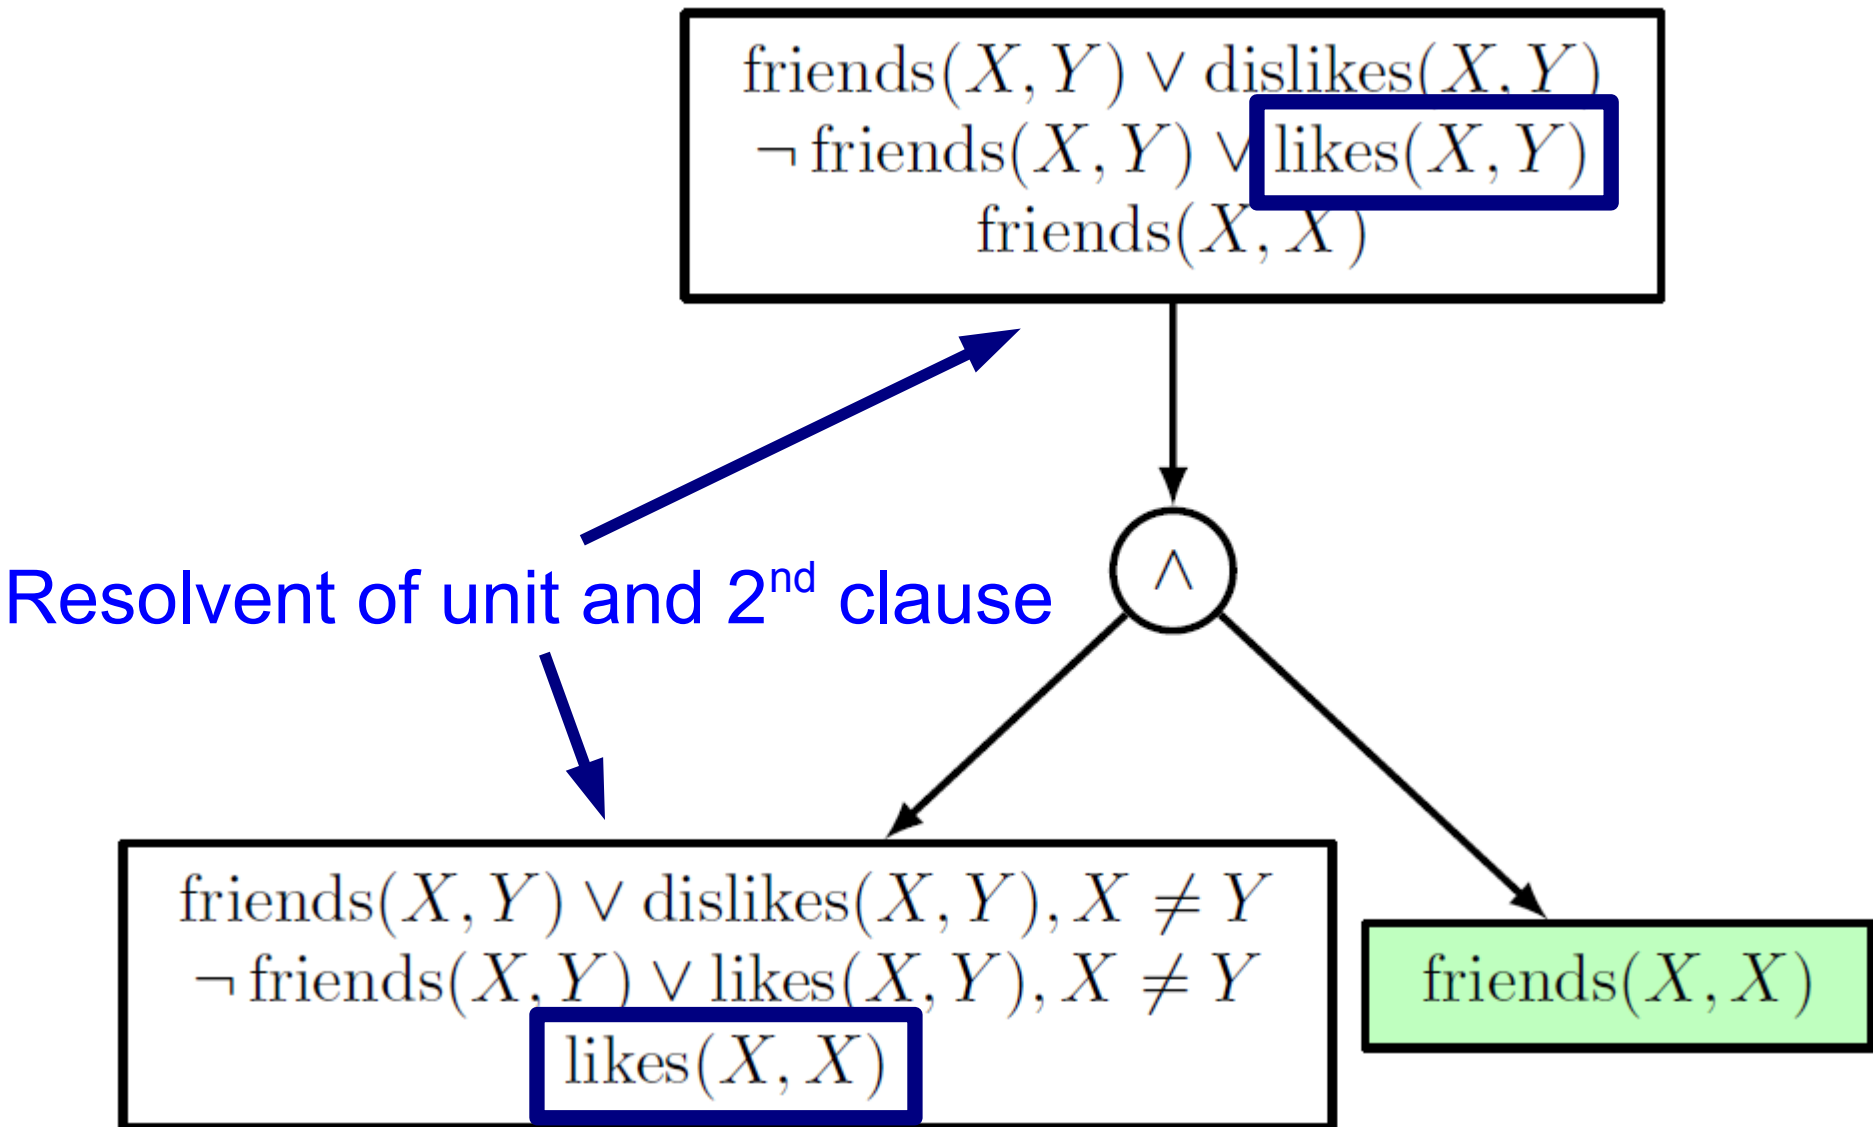 friends(X, Y) ∨ dislikes(X, Y)
¬ friends(X, Y) ∨ likes(X, Y)
friends(X, X)
∧
Resolvent of unit and 2nd clause
friends(X, Y) ∨ dislikes(X, Y), X ≠ Y
¬ friends(X, Y) ∨ likes(X, Y), X ≠ Y
likes(X, X)
friends(X, X)